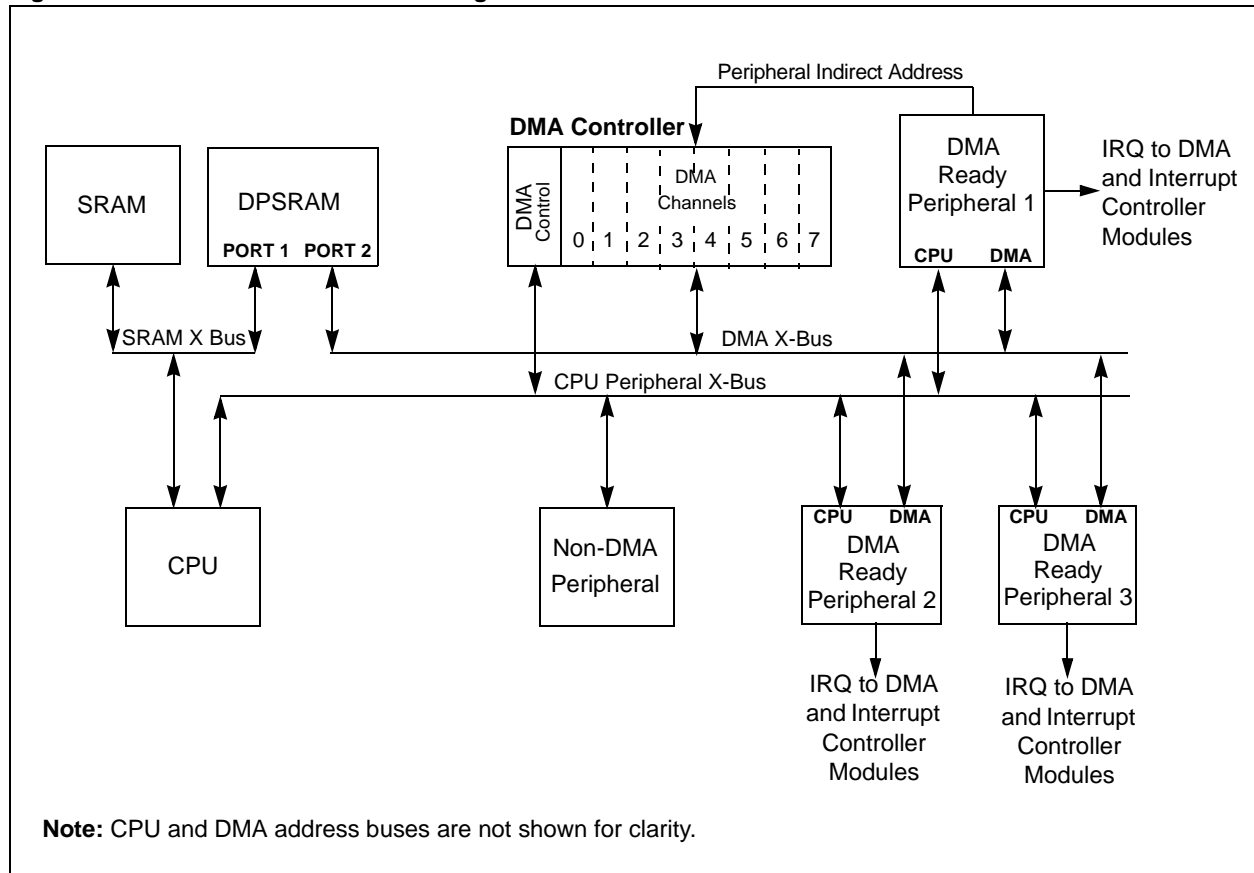 Peripheral Indirect Address
DMA Controller
SRAM
DPSRAM
PORT 1 PORT 2
DMA
Control
DMA
Channels
0 1 2 3 4 5 6 7
DMA
Ready
Peripheral 1
CPU DMA
IRQ to DMA
and Interrupt
Controller
Modules
SRAM X Bus
DMA X-Bus
CPU Peripheral X-Bus
CPU
Non-DMA
Peripheral
CPU DMA
DMA
Ready
Peripheral 2
CPU DMA
DMA
Ready
Peripheral 3
IRQ to DMA
and Interrupt
Controller
Modules
IRQ to DMA
and Interrupt
Controller
Modules
Note: CPU and DMA address buses are not shown for clarity.